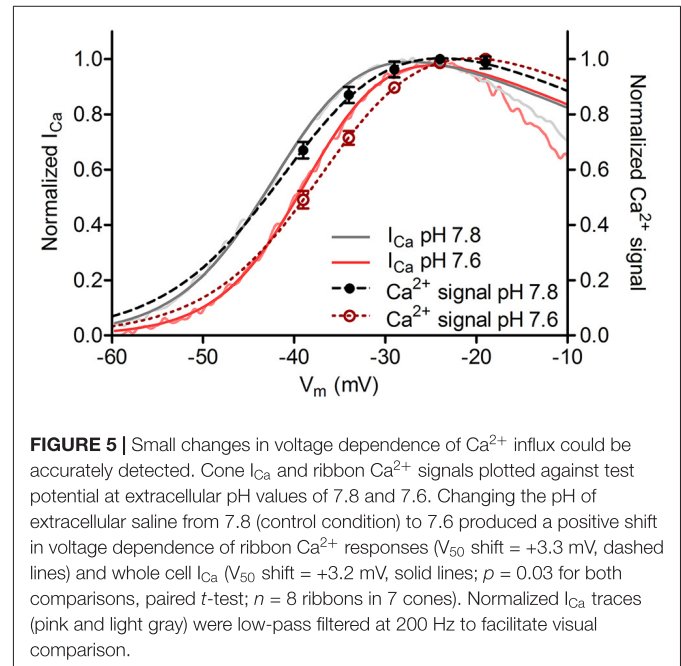 1.0
0.8
0.6
0.4
0.2
0.0
Normalized I_Ca
1.0
0.8
0.6
0.4
0.2
0.0
Normalized Ca²⁺ signal
I_Ca pH 7.8
I_Ca pH 7.6
Ca²⁺ signal pH 7.8
Ca²⁺ signal pH 7.6
-60 -50 -40 -30 -20 -10
V_m (mV)
FIGURE 5 | Small changes in voltage dependence of Ca²⁺ influx could be
accurately detected. Cone I_Ca and ribbon Ca²⁺ signals plotted against test
potential at extracellular pH values of 7.8 and 7.6. Changing the pH of
extracellular saline from 7.8 (control condition) to 7.6 produced a positive shift
in voltage dependence of ribbon Ca²⁺ responses (V₅₀ shift = +3.3 mV, dashed
lines) and whole cell I_Ca (V₅₀ shift = +3.2 mV, solid lines; p = 0.03 for both
comparisons, paired t-test; n = 8 ribbons in 7 cones). Normalized I_Ca traces
(pink and light gray) were low-pass filtered at 200 Hz to facilitate visual
comparison.